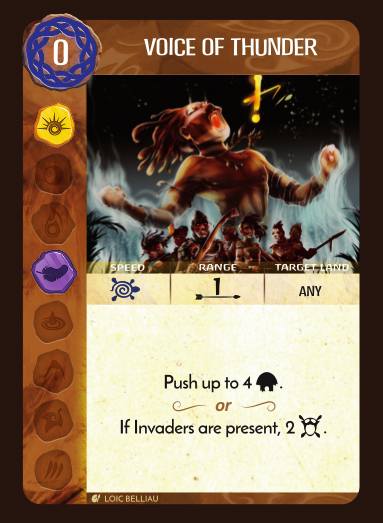 0
VOICE OF THUNDER
SPEED RANGE TARGET LAND
1 ANY
Push up to 4 .
or
If Invaders are present, 2 .
LOIC BELLIAU